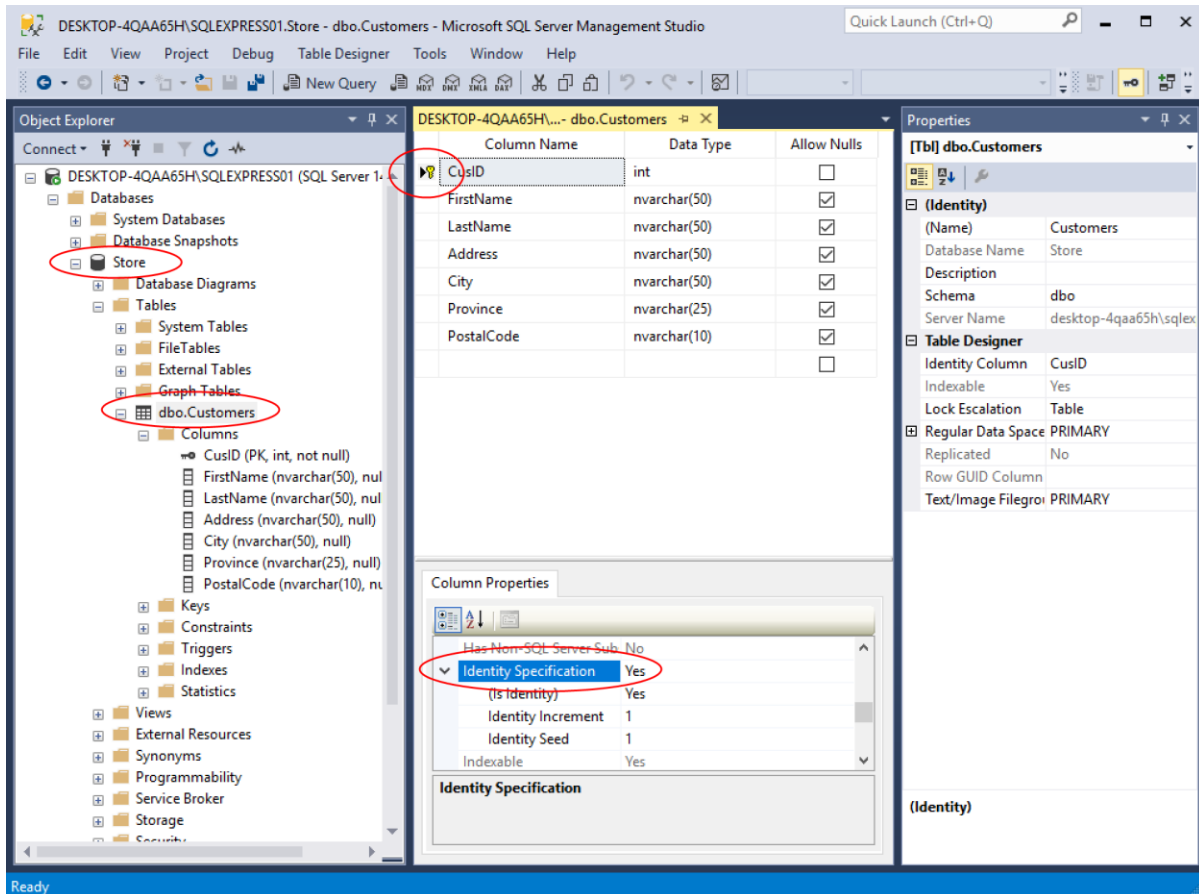 DESKTOP-4QAA65H\SQLEXPRESS01.Store - dbo.Customers - Microsoft SQL Server Management Studio
Quick Launch (Ctrl+Q)
File Edit View Project Debug Table Designer Tools Window Help
New Query MDX DMX XMLA DAX
Object Explorer
Connect
DESKTOP-4QAA65H\SQLEXPRESS01 (SQL Server 14
Databases
System Databases
Database Snapshots
Store
Database Diagrams
Tables
System Tables
FileTables
External Tables
Graph Tables
dbo.Customers
Columns
CusID (PK, int, not null)
FirstName (nvarchar(50), nul
LastName (nvarchar(50), nul
Address (nvarchar(50), null)
City (nvarchar(50), null)
Province (nvarchar(25), null)
PostalCode (nvarchar(10), nu
Keys
Constraints
Triggers
Indexes
Statistics
Views
External Resources
Synonyms
Programmability
Service Broker
Storage
Security
DESKTOP-4QAA65H\...- dbo.Customers
Column Name Data Type Allow Nulls
CusID int
FirstName nvarchar(50)
LastName nvarchar(50)
Address nvarchar(50)
City nvarchar(50)
Province nvarchar(25)
PostalCode nvarchar(10)
Column Properties
Has Non-SQL Server Sub No
Identity Specification Yes
(Is Identity) Yes
Identity Increment 1
Identity Seed 1
Indexable Yes
Identity Specification
Properties
[Tbl] dbo.Customers
(Identity)
(Name) Customers
Database Name Store
Description
Schema dbo
Server Name desktop-4qaa65h\sqlex
Table Designer
Identity Column CusID
Indexable Yes
Lock Escalation Table
Regular Data Space PRIMARY
Replicated No
Row GUID Column
Text/Image Filegrou PRIMARY
(Identity)
Ready